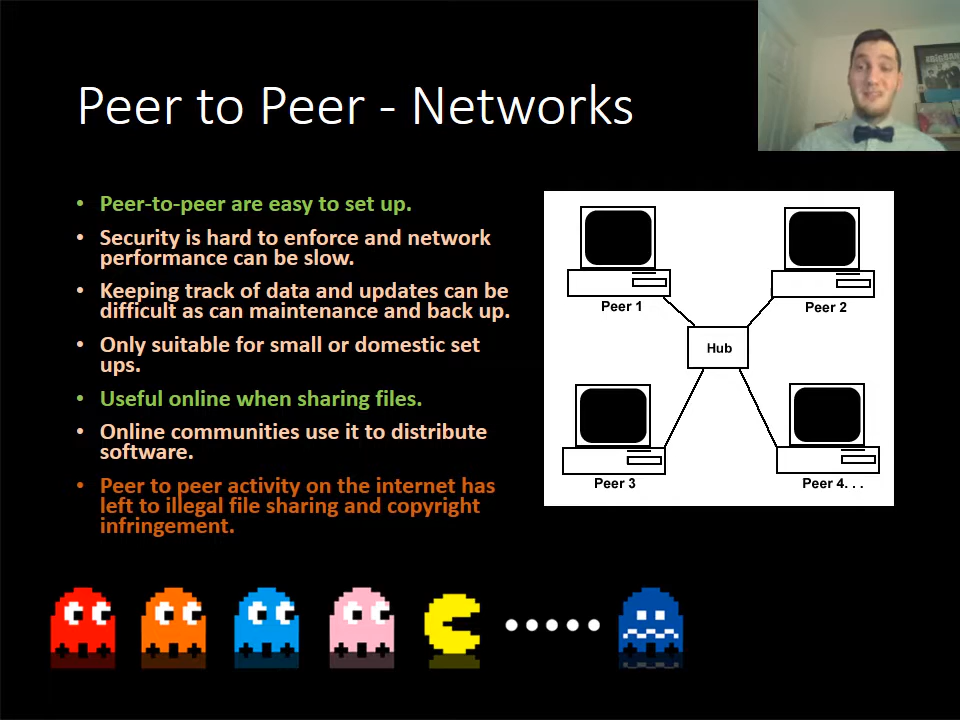 Peer to Peer - Networks
• Peer-to-peer are easy to set up.
• Security is hard to enforce and network
performance can be slow.
• Keeping track of data and updates can be
difficult as can maintenance and back up.
• Only suitable for small or domestic set
ups.
• Useful online when sharing files.
• Online communities use it to distribute
software.
• Peer to peer activity on the internet has
left to illegal file sharing and copyright
infringement.
Peer 1
Peer 2
Hub
Peer 3
Peer 4. . .